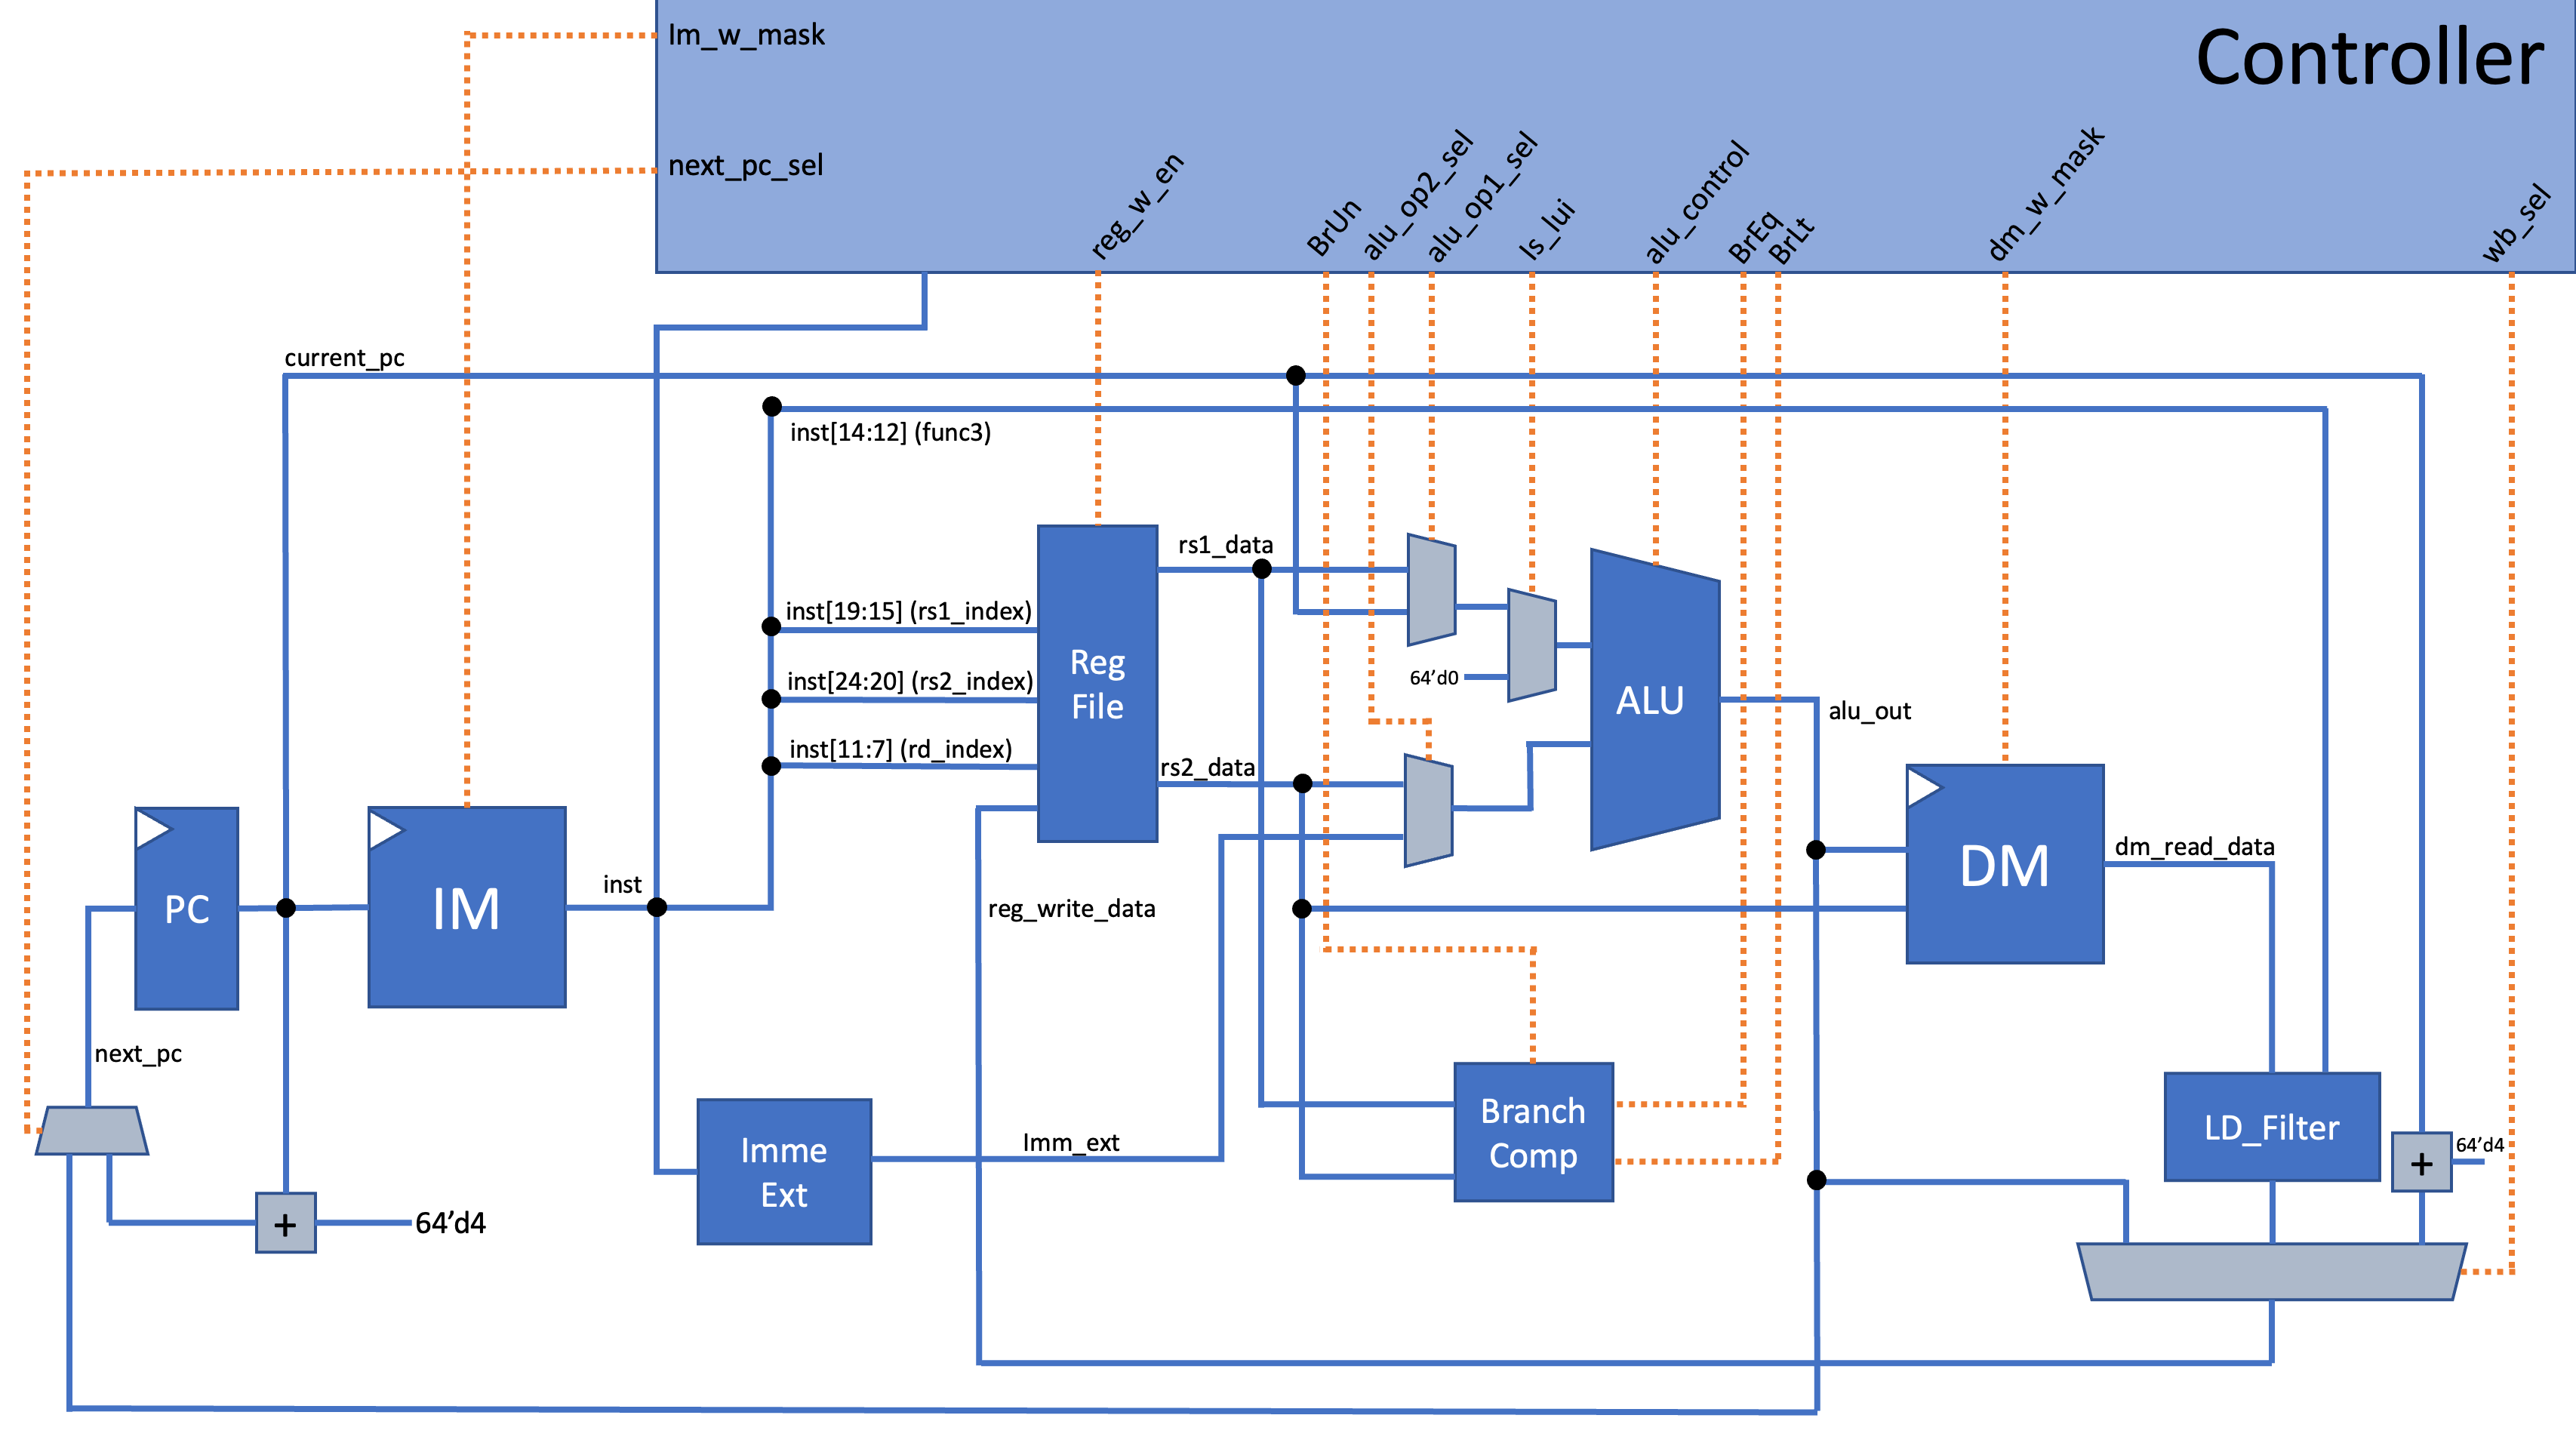 Controller
Im_w_mask
next_pc_sel
reg_w_en
BrUn
alu_op2_sel
alu_op1_sel
Is_lui
alu_control
BrEq
BrLt
dm_w_mask
wb_sel
current_pc
inst[14:12] (func3)
rs1_data
inst[19:15] (rs1_index)
Reg
File
inst[24:20] (rs2_index)
64’d0
ALU
alu_out
inst[11:7] (rd_index)
rs2_data
PC
IM
inst
reg_write_data
DM
dm_read_data
next_pc
Imme
Ext
Imm_ext
Branch
Comp
LD_Filter
+
64’d4
+
64’d4